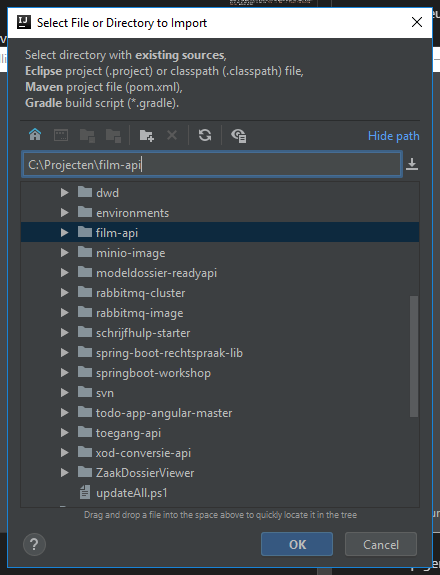 Select File or Directory to Import
Select directory with existing sources,
Eclipse project (.project) or classpath (.classpath) file,
Maven project file (pom.xml),
Gradle build script (*.gradle).
Hide path
C:\Projecten\film-api
dwd
environments
film-api
minio-image
modeldossier-readyapi
rabbitmq-cluster
rabbitmq-image
schrijfhulp-starter
spring-boot-rechtspraak-lib
springboot-workshop
svn
todo-app-angular-master
toegang-api
xod-conversie-api
ZaakDossierViewer
updateAll.ps1
Drag and drop a file into the space above to quickly locate it in the tree
?
OK
Cancel